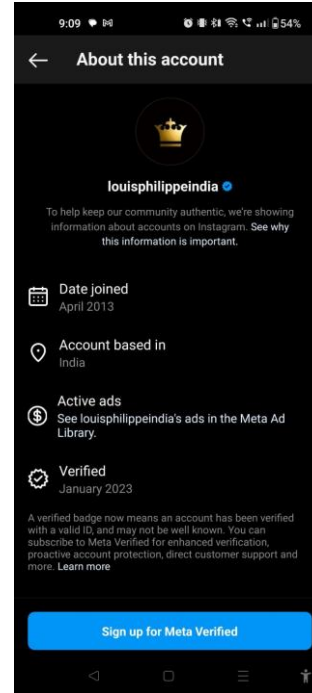 9:09 54%
About this account
louisphilippeindia
To help keep our community authentic, we're showing
information about accounts on Instagram. See why
this information is important.
Date joined
April 2013
Account based in
India
Active ads
See louisphilippeindia's ads in the Meta Ad
Library.
Verified
January 2023
A verified badge now means an account has been verified
with a valid ID, and may not be well known. You can
subscribe to Meta Verified for enhanced verification,
proactive account protection, direct customer support and
more. Learn more
Sign up for Meta Verified